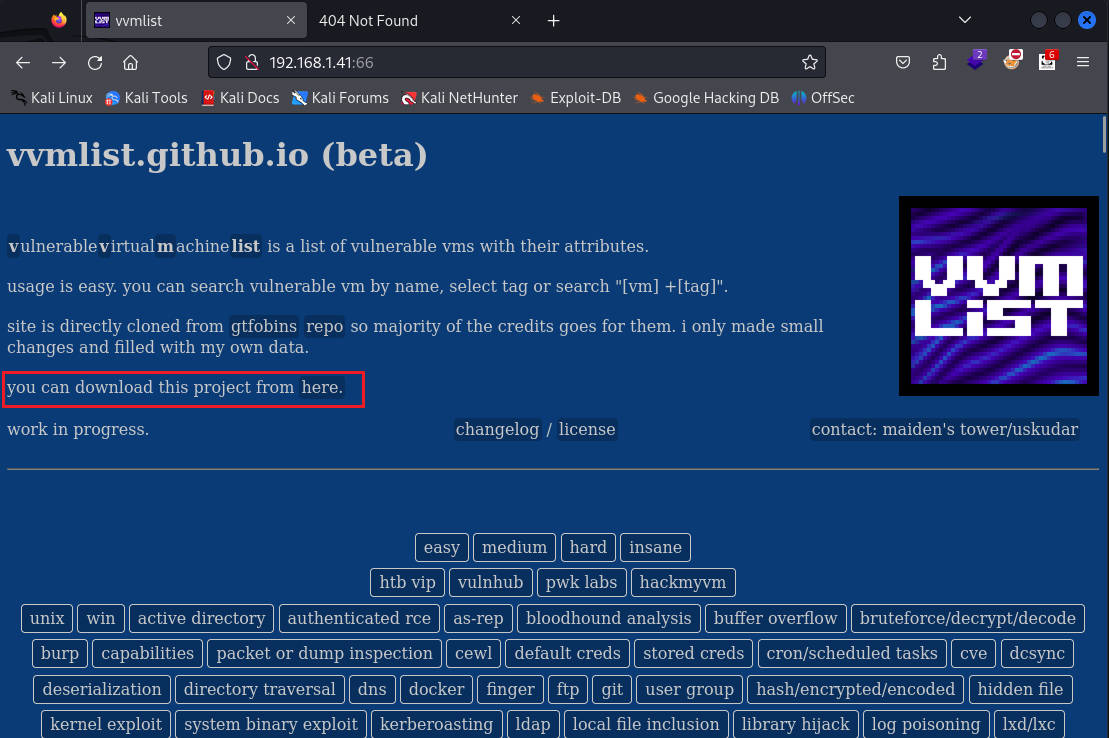 vvmlist
404 Not Found
192.168.1.41:66
2
6
Kali Linux Kali Tools Kali Docs Kali Forums Kali NetHunter Exploit-DB Google Hacking DB OffSec
vvmlist.github.io (beta)
vulnerable virtual machine list is a list of vulnerable vms with their attributes.
usage is easy. you can search vulnerable vm by name, select tag or search "[vm] +[tag]".
site is directly cloned from gtfobins repo so majority of the credits goes for them. i only made small
changes and filled with my own data.
you can download this project from here.
VVM
LiST
work in progress. changelog / license contact: maiden's tower/uskudar
easy medium hard insane
htb vip vulnhub pwk labs hackmyvm
unix win active directory authenticated rce as-rep bloodhound analysis buffer overflow bruteforce/decrypt/decode
burp capabilities packet or dump inspection cewl default creds stored creds cron/scheduled tasks cve dcsync
deserialization directory traversal dns docker finger ftp git user group hash/encrypted/encoded hidden file
kernel exploit system binary exploit kerberoasting ldap local file inclusion library hijack log poisoning lxd/lxc